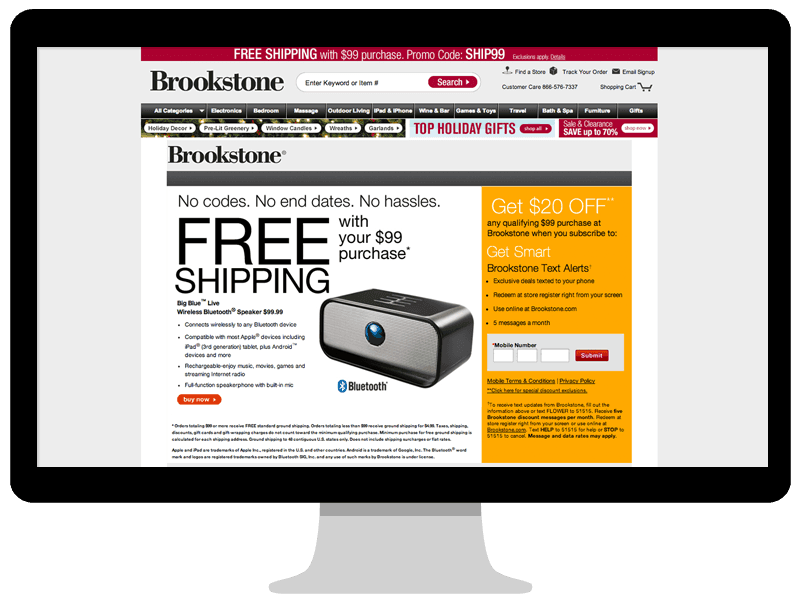 FREE SHIPPING with $99 purchase. Promo Code: SHIP99 Exclusions apply Details
Brookstone
Enter Keyword or Item #
Search
Find a Store Track Your Order Email Signup
Customer Care 866-576-7337 Shopping Cart
All Categories Electronics Bedroom Massage Outdoor Living iPad & iPhone Wine & Bar Games & Toys Travel Bath & Spa Furniture Gifts
Holiday Decor Pre-Lit Greenery Window Candles Wreaths Garlands
TOP HOLIDAY GIFTS shop all
Sale & Clearance
SAVE up to 70% shop now
Brookstone®
No codes. No end dates. No hassles.
FREE
SHIPPING
with
your $99
purchase*
Big Blue™ Live
Wireless Bluetooth® Speaker $99.99
• Connects wirelessly to any Bluetooth device
• Compatible with most Apple® devices including
iPad® (3rd generation) tablet, plus Android™
devices and more
• Rechargeable-enjoy music, movies, games and
streaming Internet radio
• Full-function speakerphone with built-in mic
buy now
Bluetooth®
* Orders totaling $99 or more receive FREE standard ground shipping. Orders totaling less than $99 receive ground shipping for $4.99. Taxes, shipping,
discounts, gift cards and gift-wrapping charges do not count toward the minimum qualifying purchase. Minimum purchase for free ground shipping is
calculated for each shipping address. Ground shipping to 48 contiguous U.S. states only. Does not include shipping surcharges or flat rates.
Apple and iPad are trademarks of Apple Inc., registered in the U.S. and other countries. Android is a trademark of Google, Inc. The Bluetooth® word
mark and logos are registered trademarks owned by Bluetooth SIG, Inc. and any use of such marks by Brookstone is under license.
Get $20 OFF**
any qualifying $99 purchase at
Brookstone when you subscribe to:
Get Smart
Brookstone Text Alerts†
• Exclusive deals texted to your phone
• Redeem at store register right from your screen
• Use online at Brookstone.com
• 5 messages a month
*Mobile Number
Submit
Mobile Terms & Conditions | Privacy Policy
**Click here for special discount exclusions.
†To receive text updates from Brookstone, fill out the
information above or text FLOWER to 51515. Receive five
Brookstone discount messages per month. Redeem at
store register right from your screen or use online at
Brookstone.com. Text HELP to 51515 for help or STOP to
51515 to cancel. Message and data rates may apply.